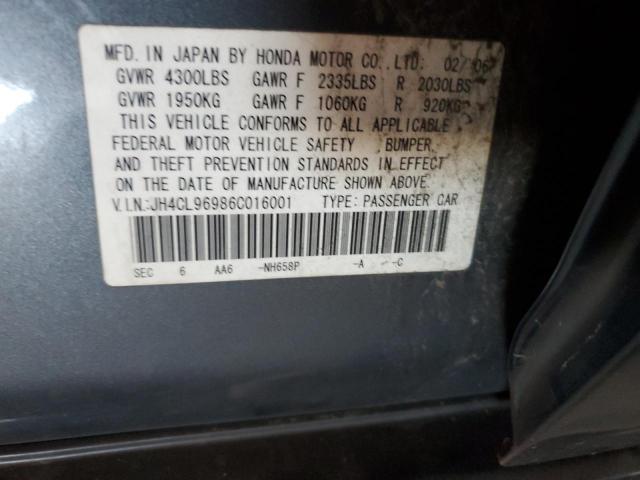 MFD. IN JAPAN BY HONDA MOTOR CO.,LTD. 02/'06
GVWR 4300LBS GAWR F 2335LBS R 2030LBS
GVWR 1950KG GAWR F 1060KG R 920KG
THIS VEHICLE CONFORMS TO ALL APPLICABLE
FEDERAL MOTOR VEHICLE SAFETY , BUMPER,
AND THEFT PREVENTION STANDARDS IN EFFECT
ON THE DATE OF MANUFACTURE SHOWN ABOVE.
V.I.N.:JH4CL96986C016001 TYPE: PASSENGER CAR
SEC 6 AA6 -NH658P -A -C